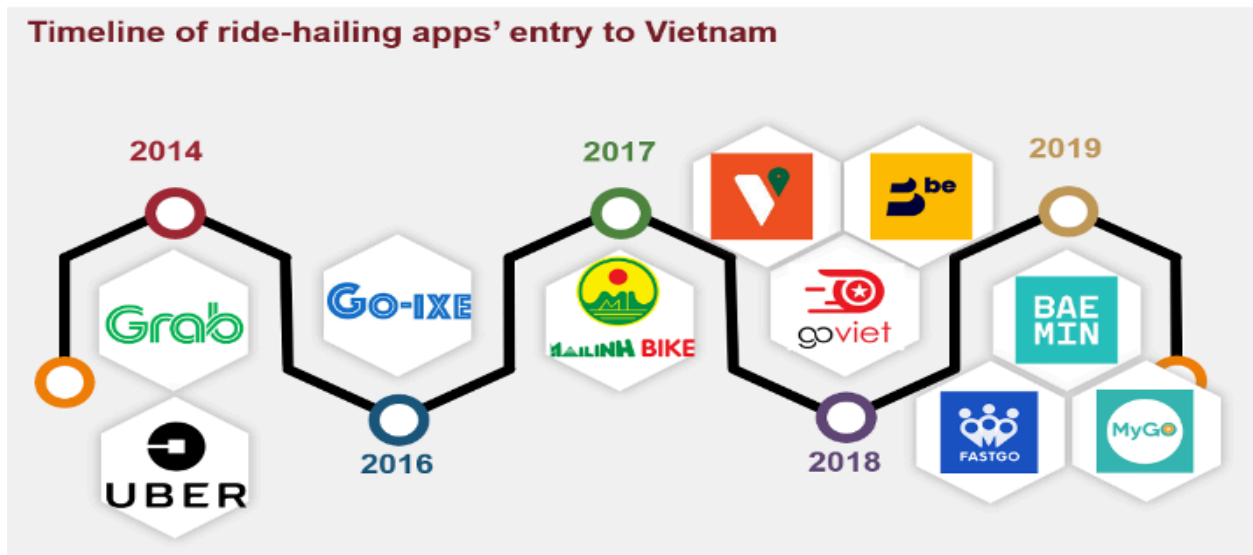 Timeline of ride-hailing apps’ entry to Vietnam
2014
Grab
UBER
Go-IXE
2016
2017
ML
MAILINH BIKE
be
goviet
2018
2019
BAE
MIN
FASTGO
MyGO